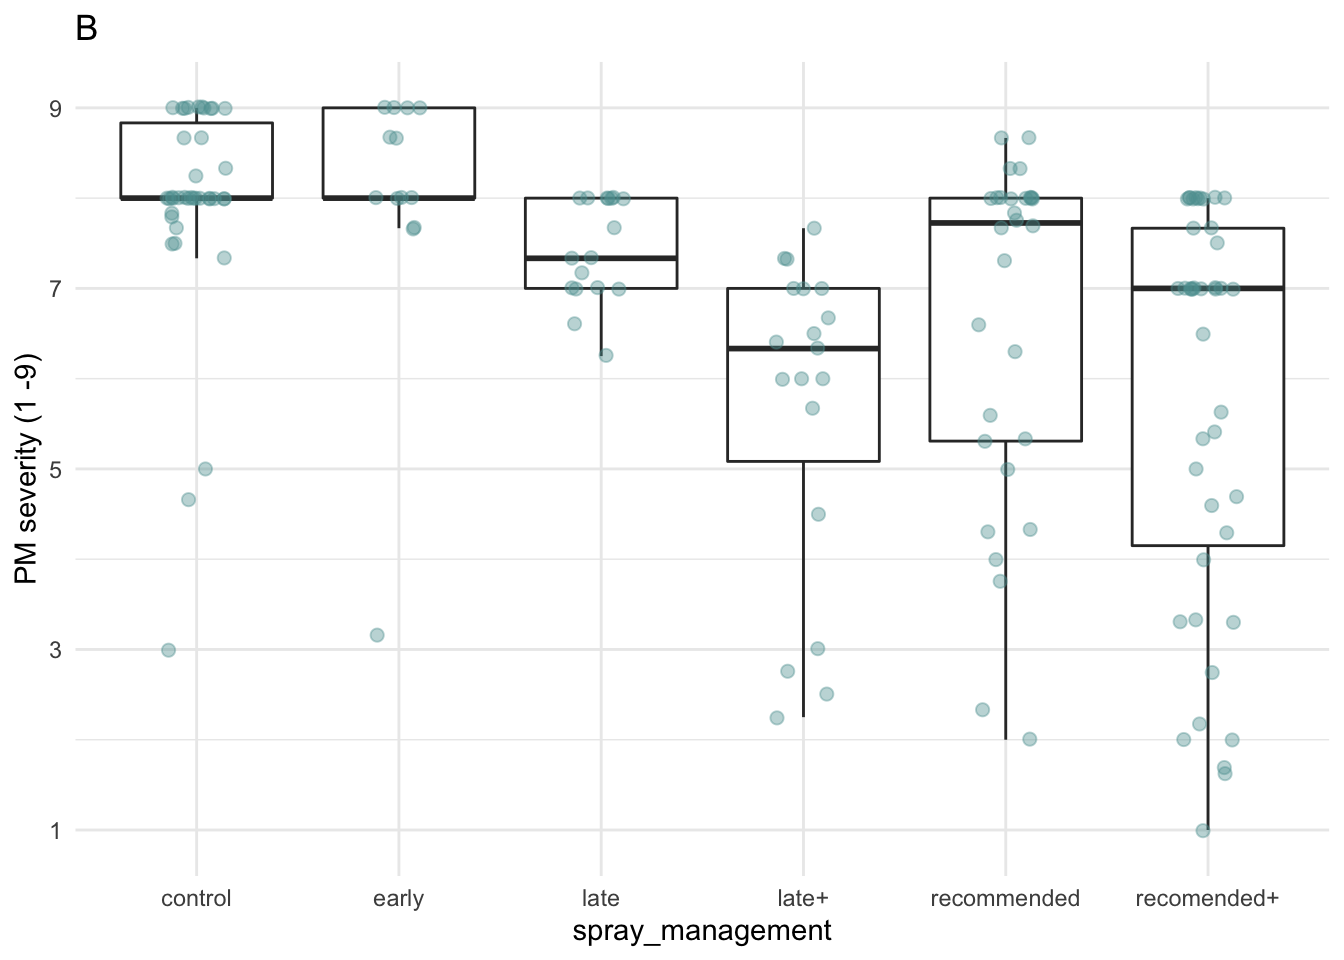 B
9
7
5
3
1
PM severity (1 -9)
control early late late+ recommended recomended+
spray_management